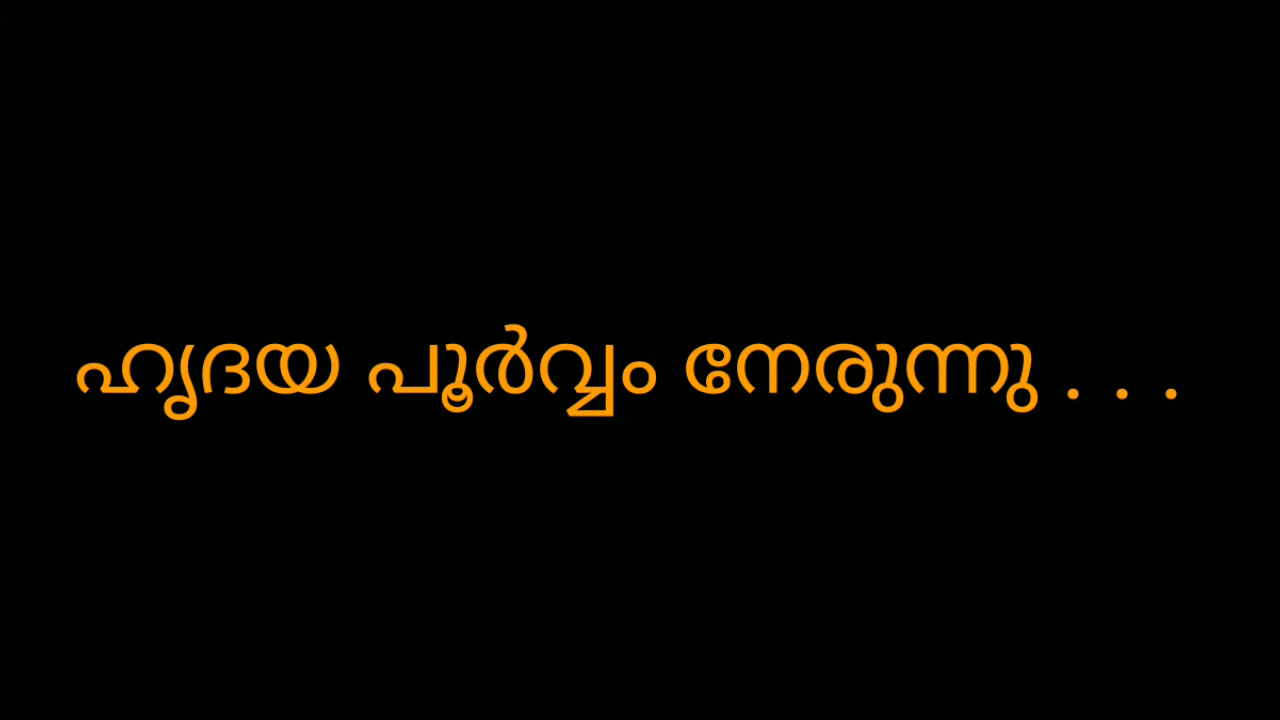 ഹൃദയ പൂർവ്വം നേരുന്നു . . .